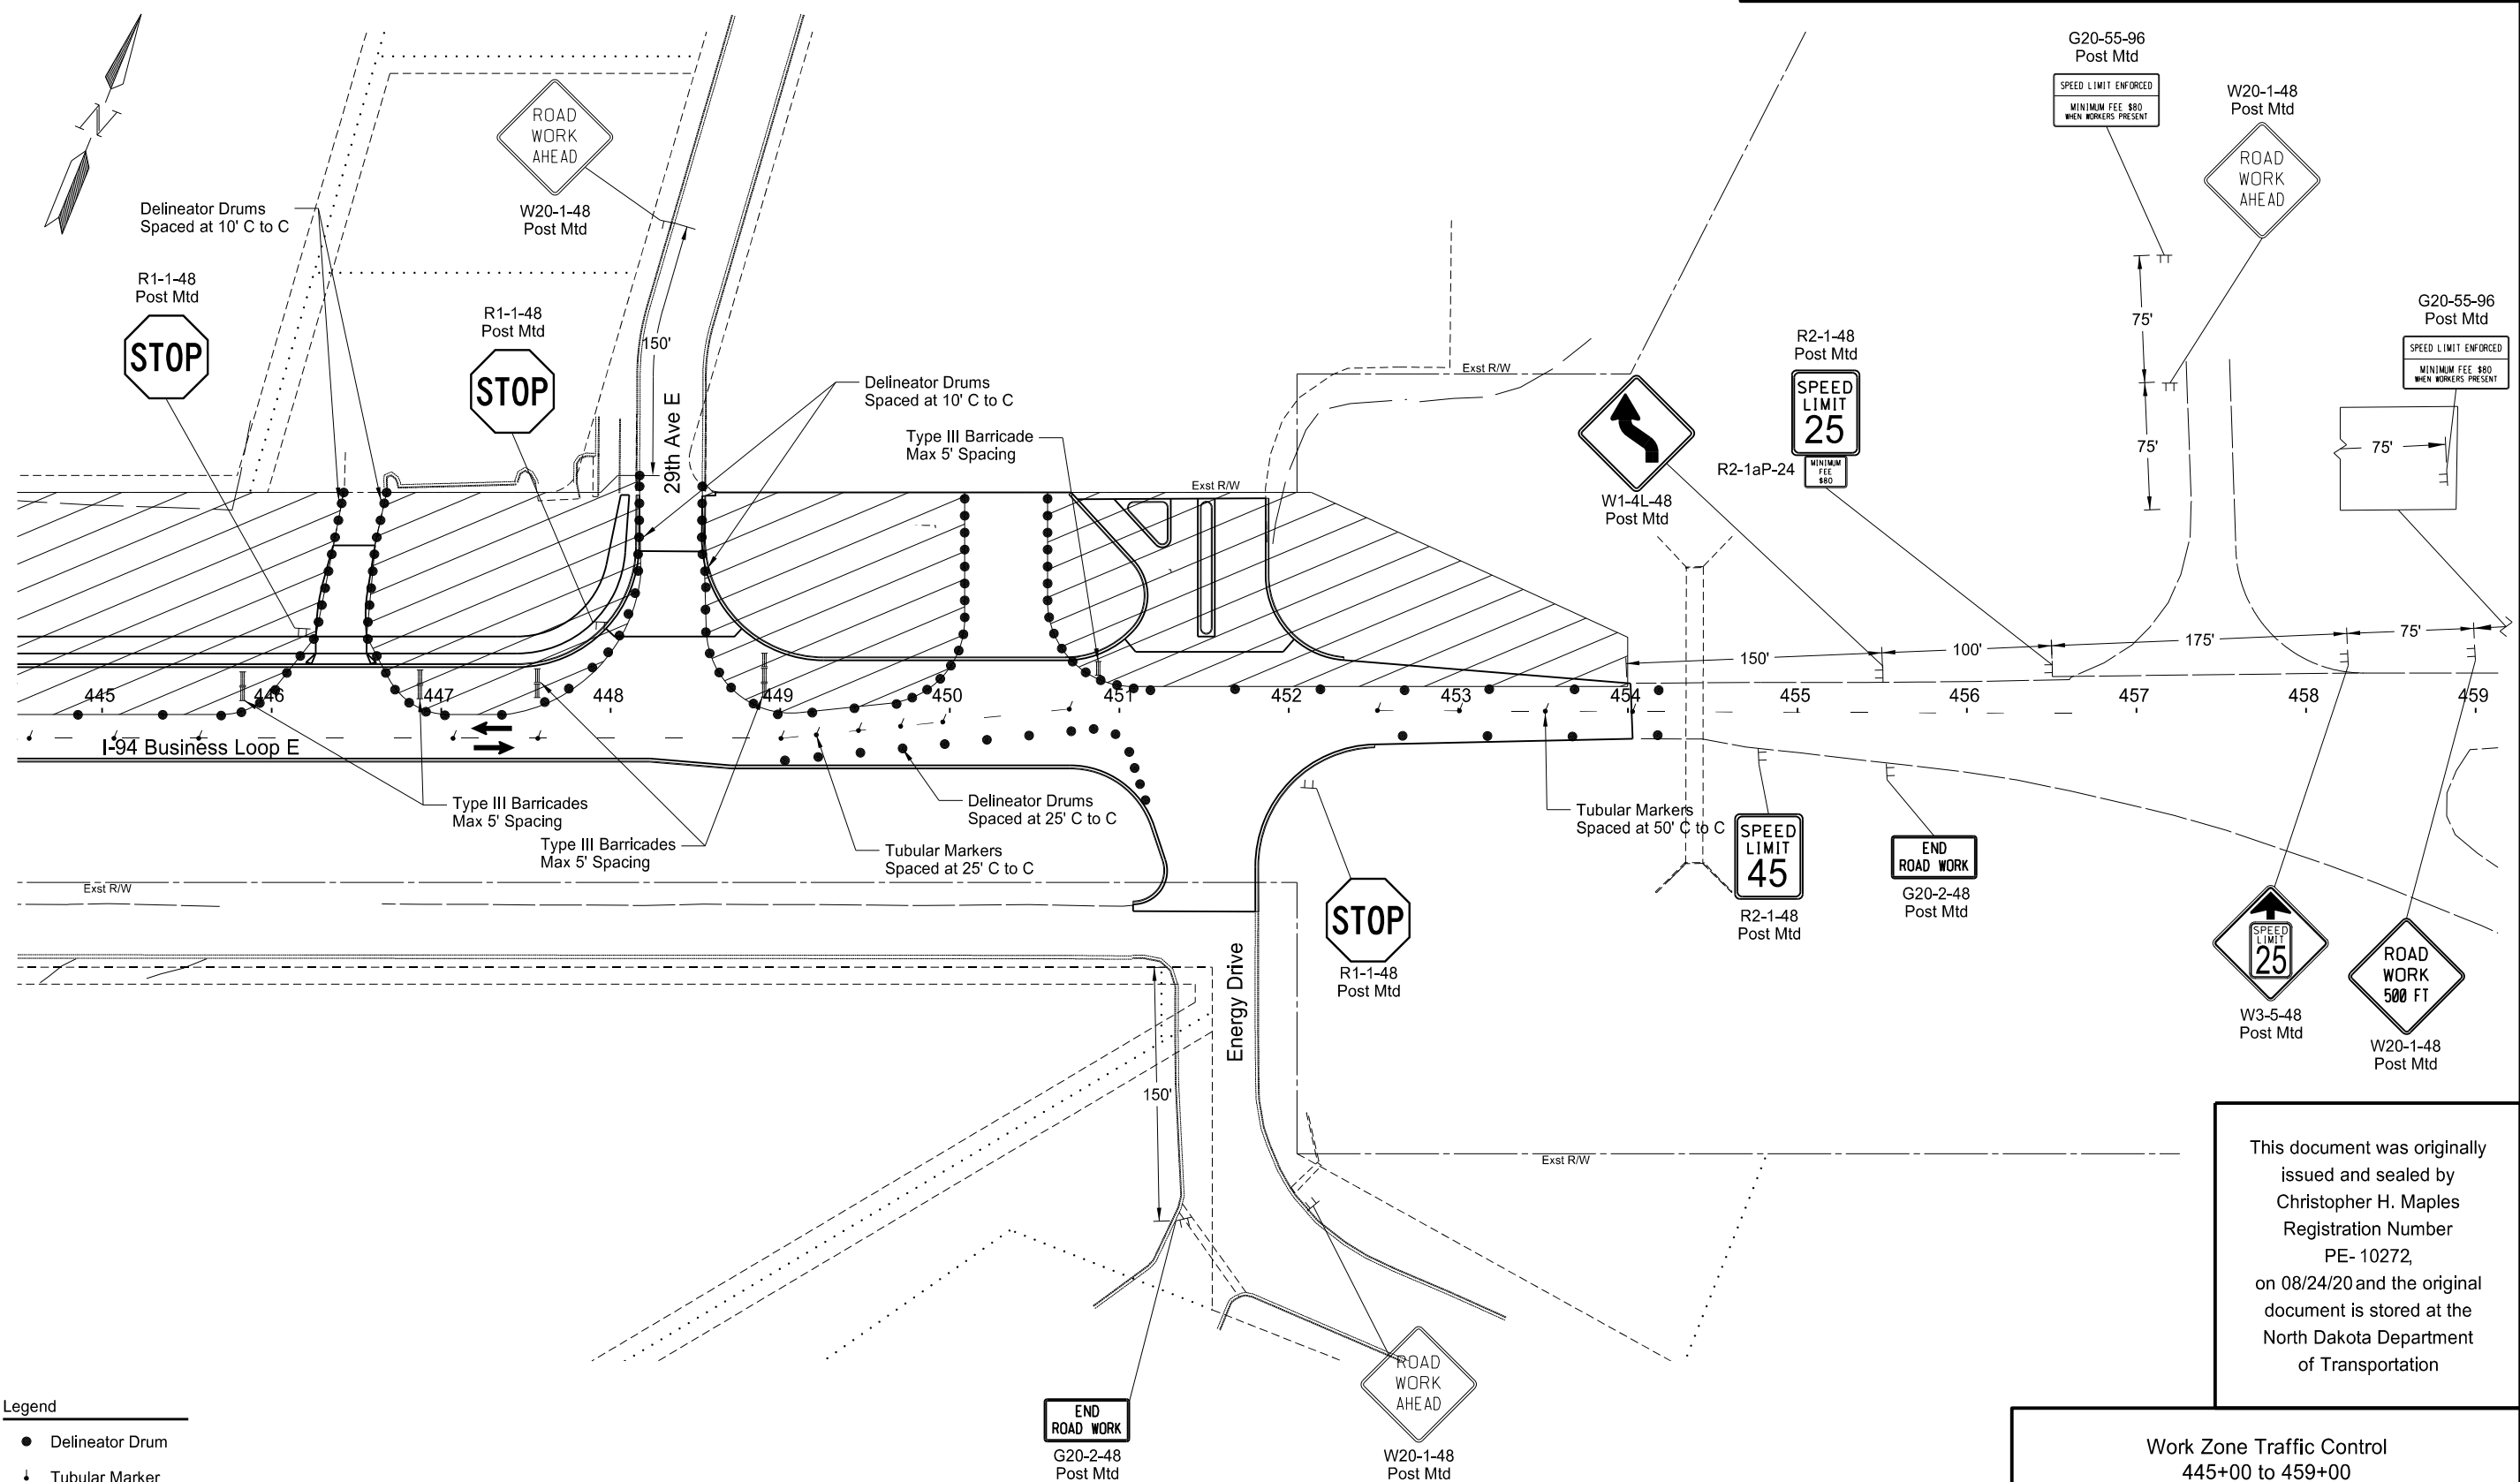 G20-55-96
Post Mtd
SPEED LIMIT ENFORCED
MINIMUM FEE $80
WHEN WORKERS PRESENT
W20-1-48
Post Mtd
ROAD
WORK
AHEAD
N
ROAD
WORK
AHEAD
W20-1-48
Post Mtd
Delineator Drums
Spaced at 10' C to C
R1-1-48
Post Mtd
STOP
R1-1-48
Post Mtd
STOP
150'
29th Ave E
Delineator Drums
Spaced at 10' C to C
Type III Barricade
Max 5' Spacing
Exst R/W
Exst R/W
W1-4L-48
Post Mtd
R2-1-48
Post Mtd
SPEED
LIMIT
25
R2-1aP-24
MINIMUM
FEE
$80
75'
75'
G20-55-96
Post Mtd
SPEED LIMIT ENFORCED
MINIMUM FEE $80
WHEN WORKERS PRESENT
75'
150'
100'
175'
75'
445
446
447
448
449
450
451
452
453
454
455
456
457
458
459
I-94 Business Loop E
Type III Barricades
Max 5' Spacing
Type III Barricades
Max 5' Spacing
Delineator Drums
Spaced at 25' C to C
Tubular Markers
Spaced at 25' C to C
Tubular Markers
Spaced at 50' C to C
SPEED
LIMIT
45
R2-1-48
Post Mtd
END
ROAD WORK
G20-2-48
Post Mtd
Exst R/W
STOP
R1-1-48
Post Mtd
SPEED
LIMIT
25
W3-5-48
Post Mtd
ROAD
WORK
500 FT
W20-1-48
Post Mtd
Energy Drive
150'
Exst R/W
This document was originally
issued and sealed by
Christopher H. Maples
Registration Number
PE- 10272,
on 08/24/20 and the original
document is stored at the
North Dakota Department
of Transportation
ROAD
WORK
AHEAD
W20-1-48
Post Mtd
END
ROAD WORK
G20-2-48
Post Mtd
Legend
Delineator Drum
Tubular Marker
Work Zone Traffic Control
445+00 to 459+00